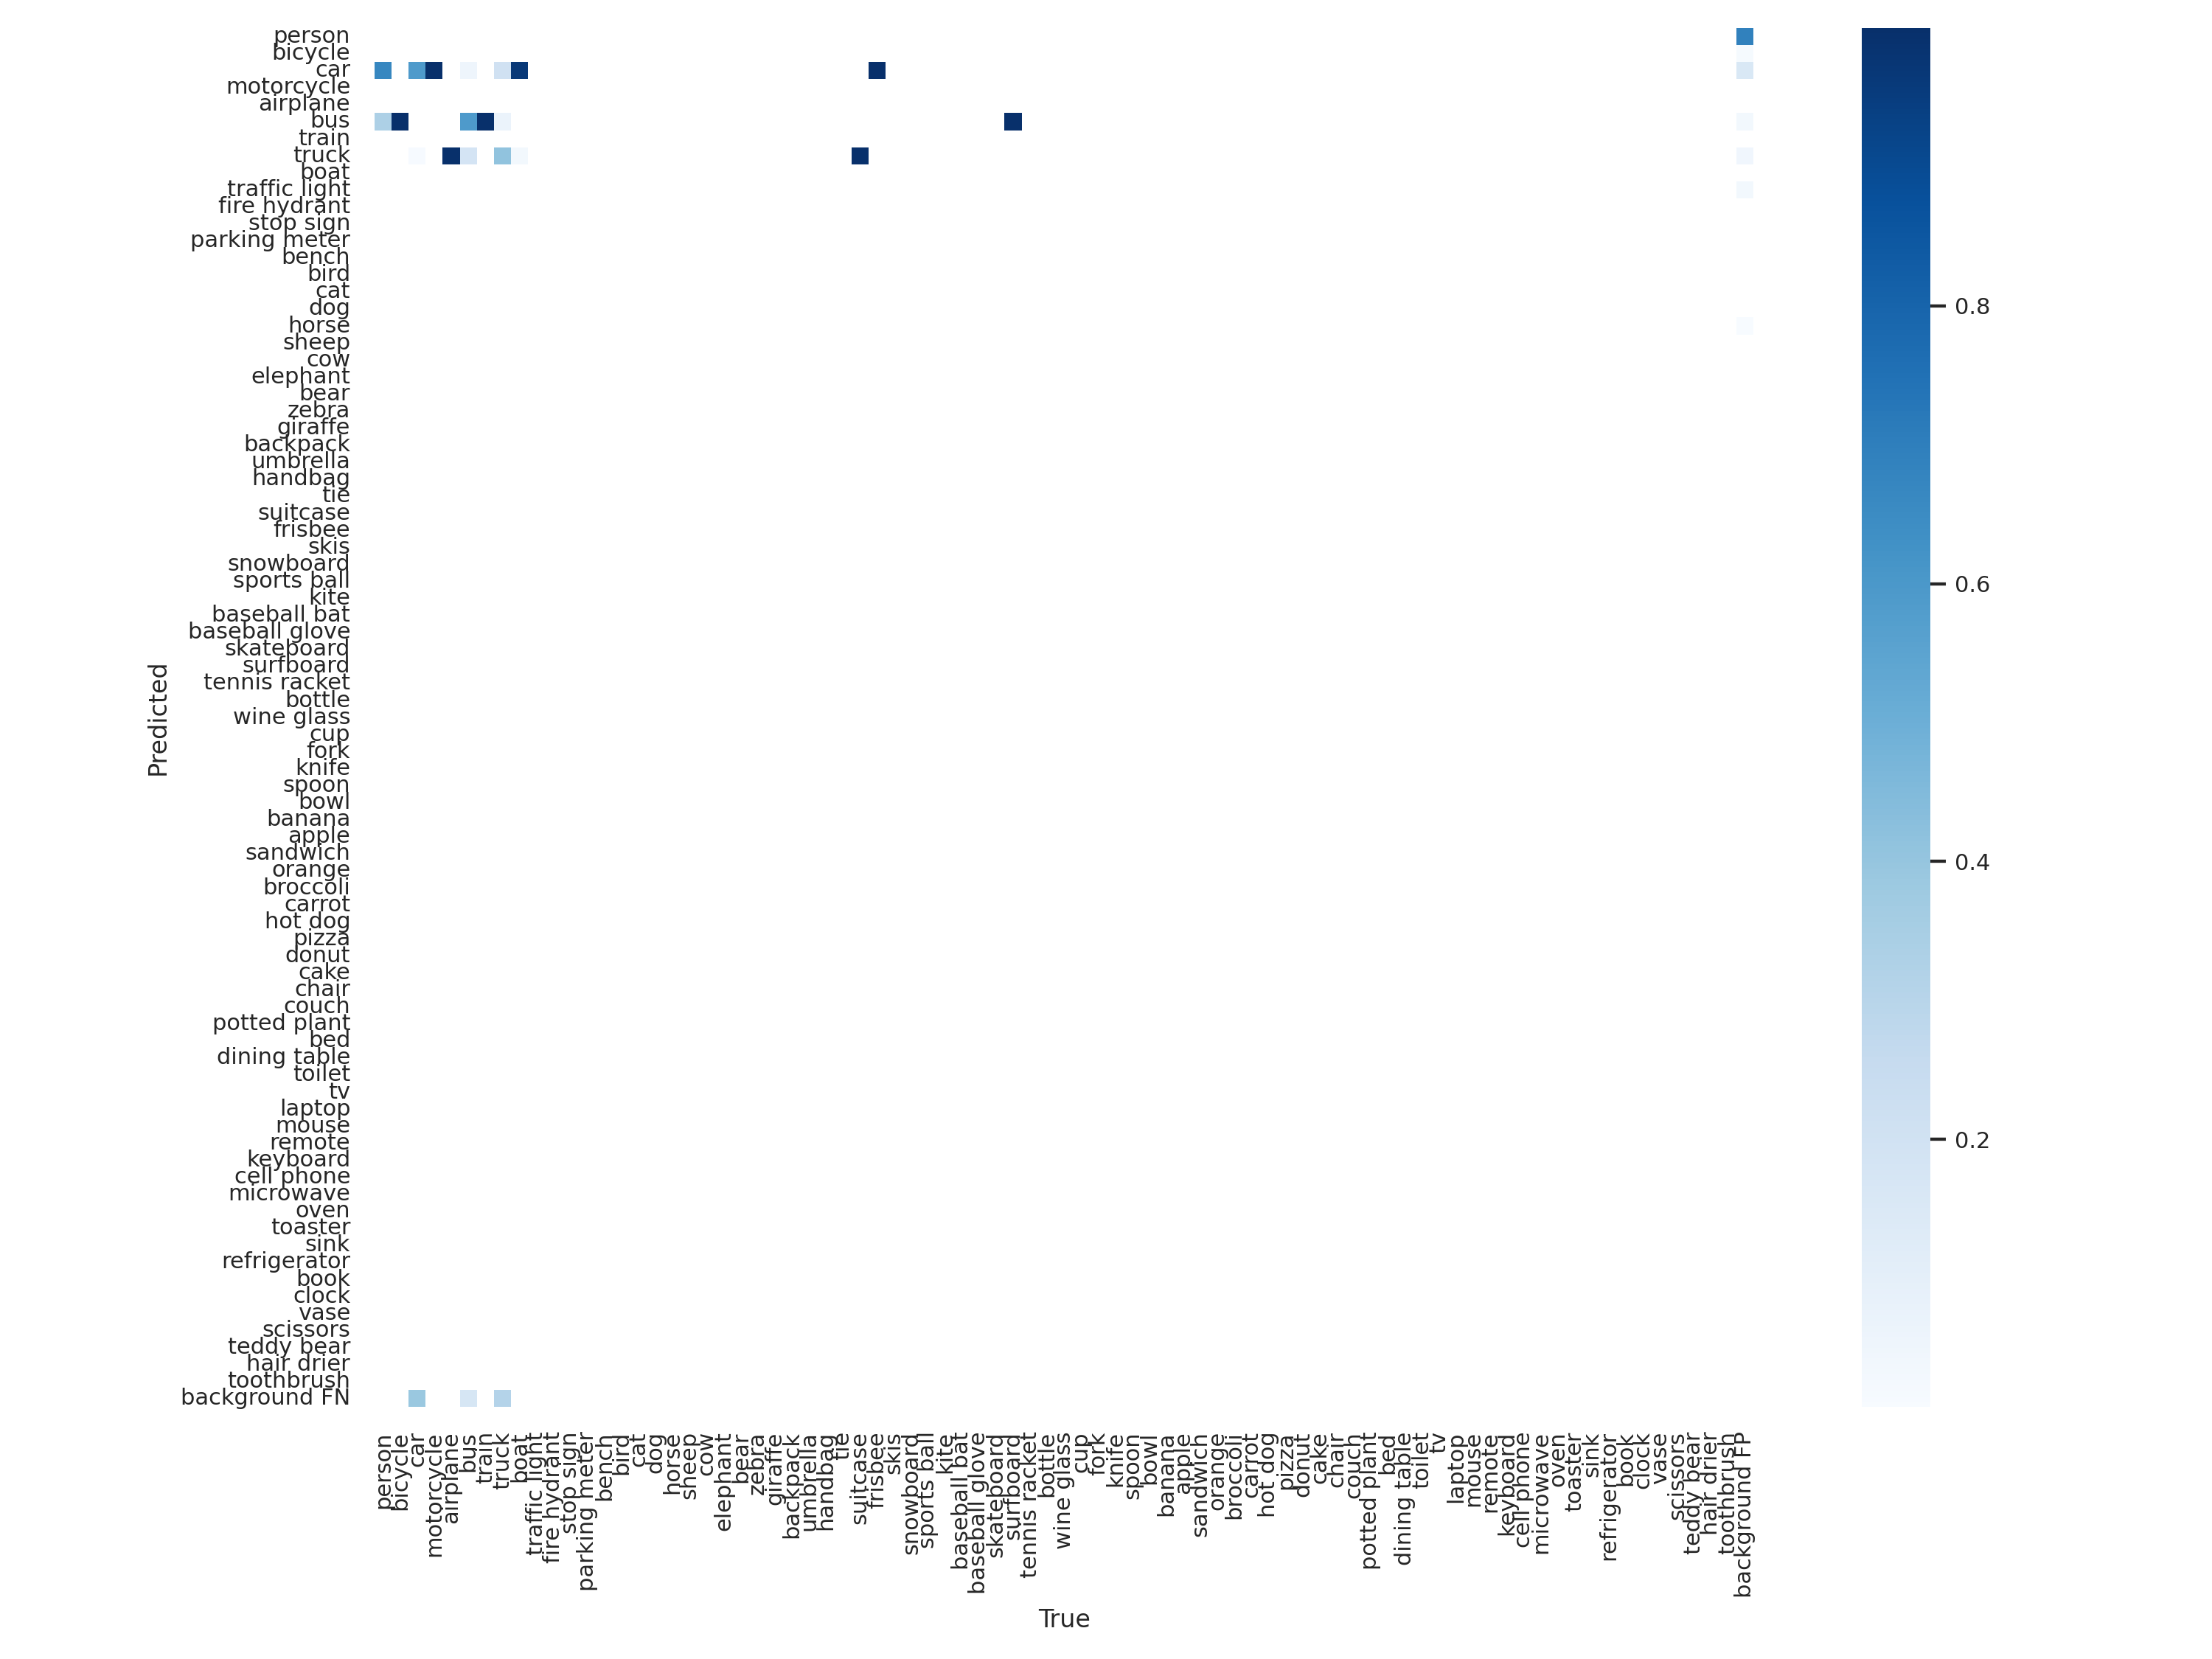 person
bicycle
car
motorcycle
airplane
bus
train
truck
boat
traffic light
fire hydrant
stop sign
parking meter
bench
bird
cat
dog
horse
sheep
cow
elephant
bear
zebra
giraffe
backpack
umbrella
handbag
tie
suitcase
frisbee
skis
snowboard
sports ball
kite
baseball bat
baseball glove
skateboard
surfboard
tennis racket
bottle
wine glass
cup
fork
knife
spoon
bowl
banana
apple
sandwich
orange
broccoli
carrot
hot dog
pizza
donut
cake
chair
couch
potted plant
bed
dining table
toilet
tv
laptop
mouse
remote
keyboard
cell phone
microwave
oven
toaster
sink
refrigerator
book
clock
vase
scissors
teddy bear
hair drier
toothbrush
background FN
Predicted
person
bicycle
car
motorcycle
airplane
bus
train
truck
boat
traffic light
fire hydrant
stop sign
parking meter
bench
bird
cat
dog
horse
sheep
cow
elephant
bear
zebra
giraffe
backpack
umbrella
handbag
tie
suitcase
frisbee
skis
snowboard
sports ball
kite
baseball bat
baseball glove
skateboard
surfboard
tennis racket
bottle
wine glass
cup
fork
knife
spoon
bowl
banana
apple
sandwich
orange
broccoli
carrot
hot dog
pizza
donut
cake
chair
couch
potted plant
bed
dining table
toilet
tv
laptop
mouse
remote
keyboard
cell phone
microwave
oven
toaster
sink
refrigerator
book
clock
vase
scissors
teddy bear
hair drier
toothbrush
background FP
True
0.8
0.6
0.4
0.2